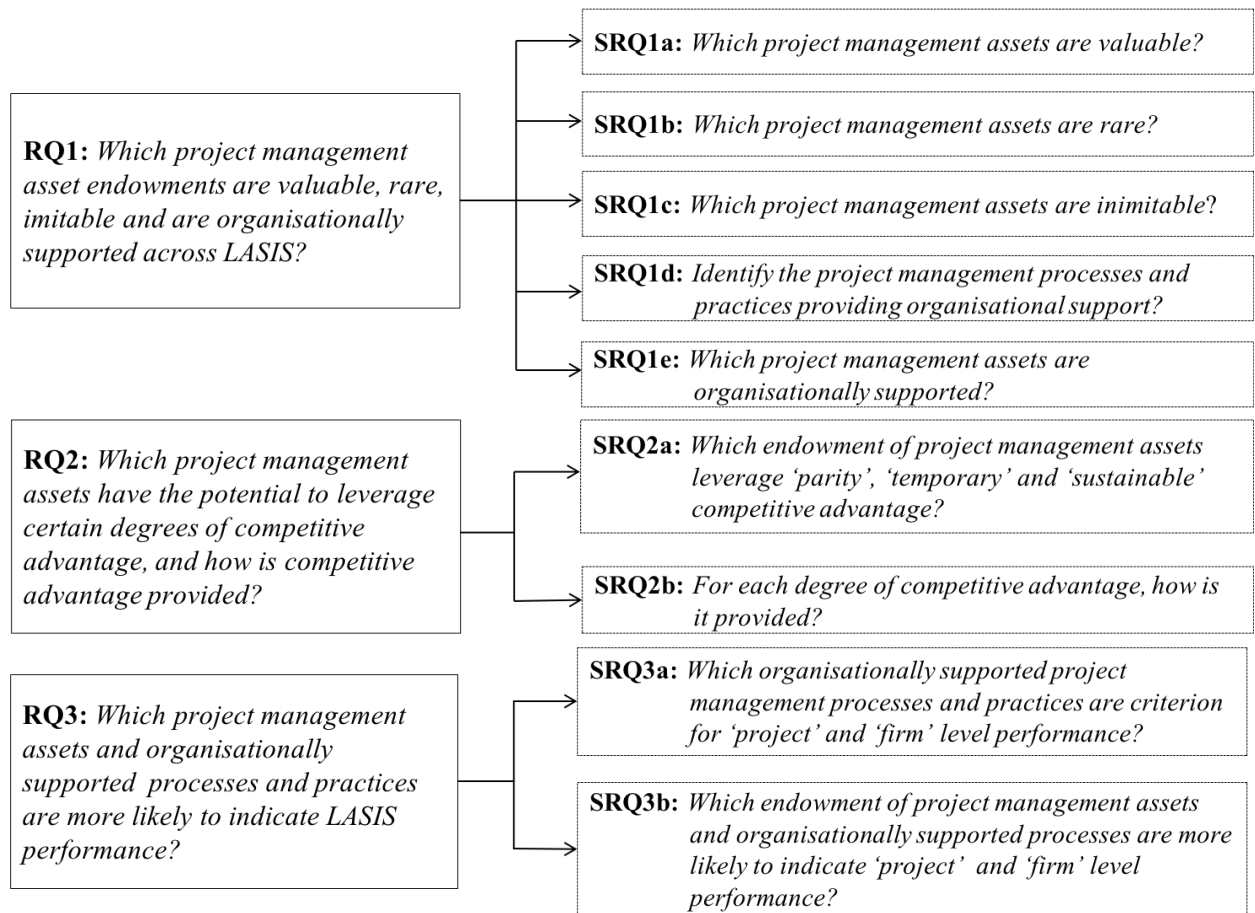 RQ1: Which project management
asset endowments are valuable, rare,
imitable and are organisationally
supported across LASIS?
SRQ1a: Which project management assets are valuable?
SRQ1b: Which project management assets are rare?
SRQ1c: Which project management assets are inimitable?
SRQ1d: Identify the project management processes and
practices providing organisational support?
SRQ1e: Which project management assets are
organisationally supported?
RQ2: Which project management
assets have the potential to leverage
certain degrees of competitive
advantage, and how is competitive
advantage provided?
SRQ2a: Which endowment of project management assets
leverage ‘parity’, ‘temporary’ and ‘sustainable’
competitive advantage?
SRQ2b: For each degree of competitive advantage, how is
it provided?
RQ3: Which project management
assets and organisationally
supported processes and practices
are more likely to indicate LASIS
performance?
SRQ3a: Which organisationally supported project
management processes and practices are criterion
for ‘project’ and ‘firm’ level performance?
SRQ3b: Which endowment of project management assets
and organisationally supported processes are more
likely to indicate ‘project’ and ‘firm’ level
performance?